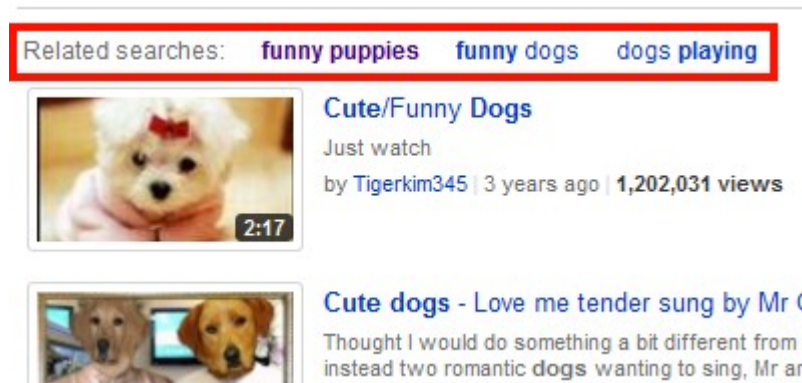 Related searches: funny puppies funny dogs dogs playing
Cute/Funny Dogs
Just watch
by Tigerkim345 | 3 years ago | 1,202,031 views
2:17
Cute dogs - Love me tender sung by Mr
Thought I would do something a bit different from
instead two romantic dogs wanting to sing, Mr